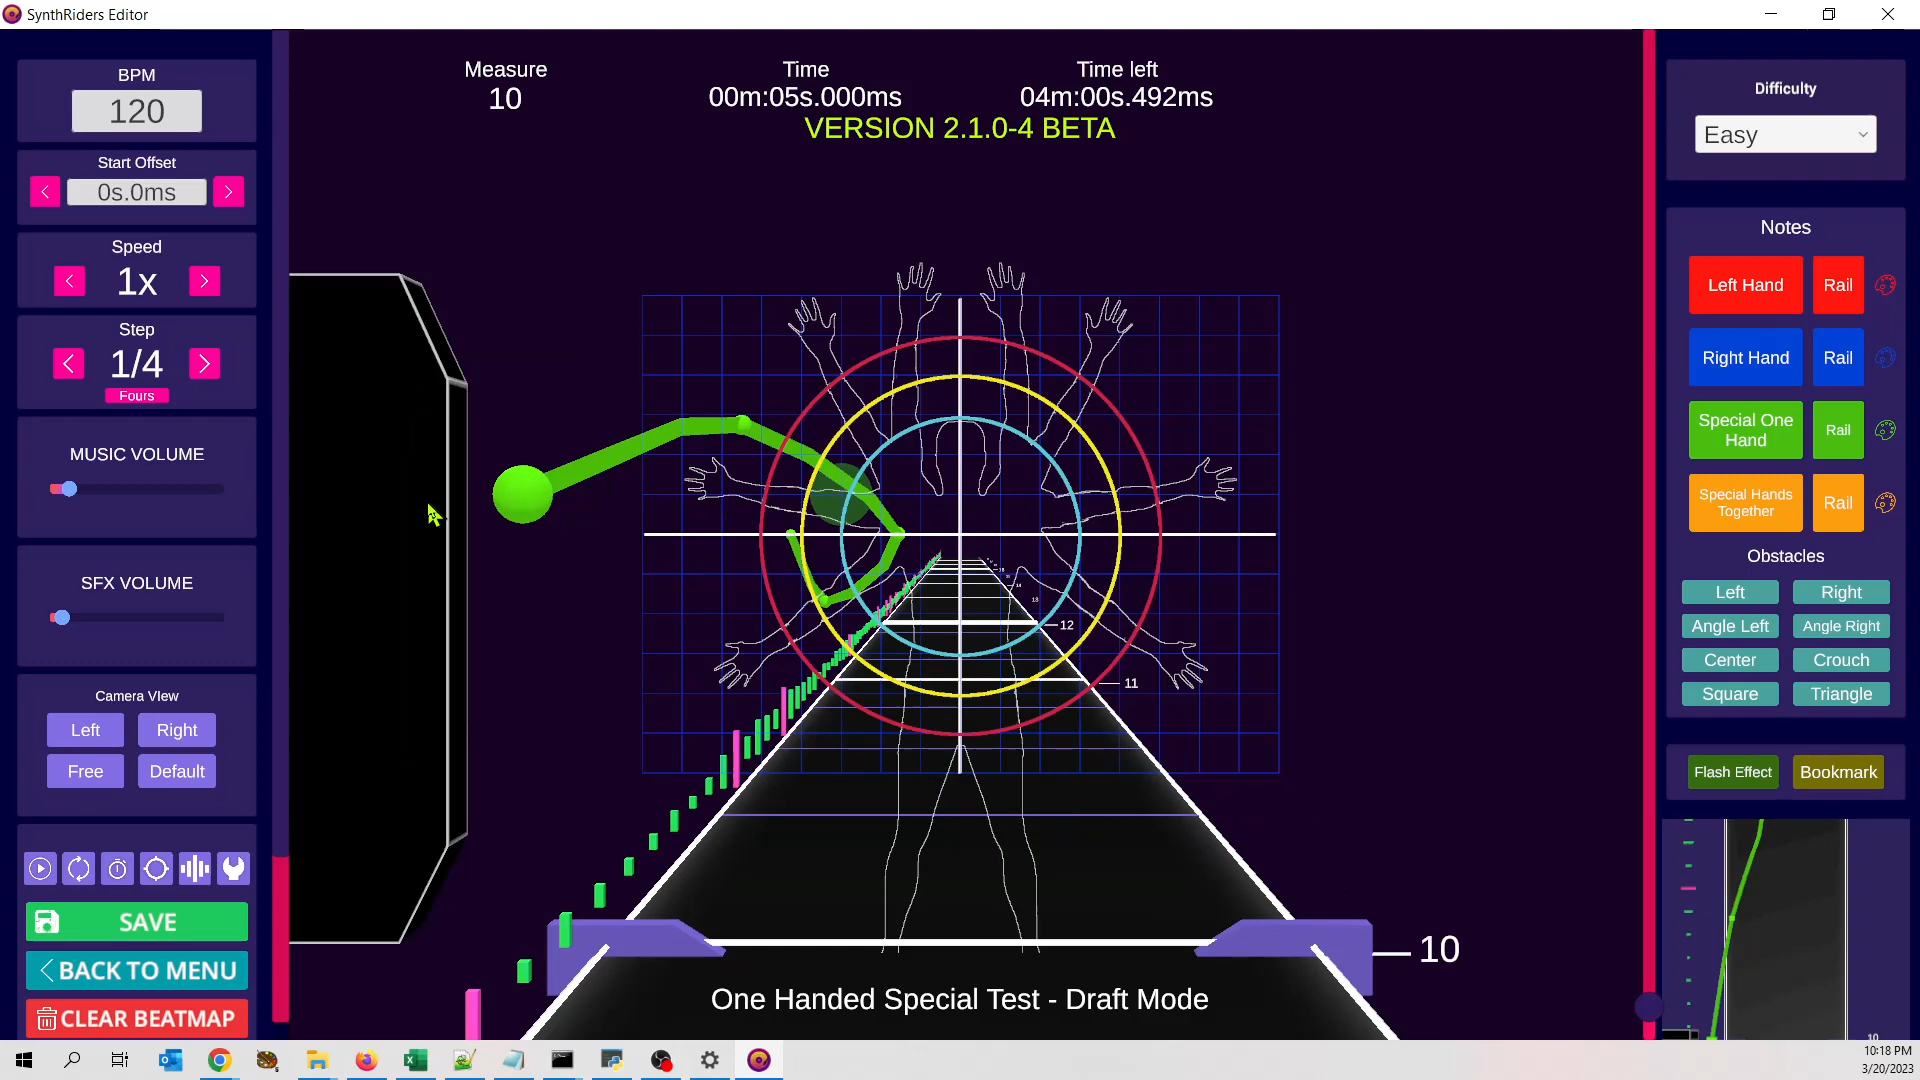 SynthRiders Editor
BPM
120
Start Offset
0s.0ms
Speed
1x
Step
1/4
Fours
MUSIC VOLUME
SFX VOLUME
Camera View
Left
Right
Free
Default
SAVE
BACK TO MENU
CLEAR BEATMAP
Measure
10
Time
00m:05s.000ms
Time left
04m:00s.492ms
VERSION 2.1.0-4 BETA
12
11
10
One Handed Special Test - Draft Mode
Difficulty
Easy
Notes
Left Hand
Rail
Right Hand
Rail
Special One
Hand
Rail
Special Hands
Together
Rail
Obstacles
Left
Right
Angle Left
Angle Right
Center
Crouch
Square
Triangle
Flash Effect
Bookmark
10
10:18 PM
3/20/2023